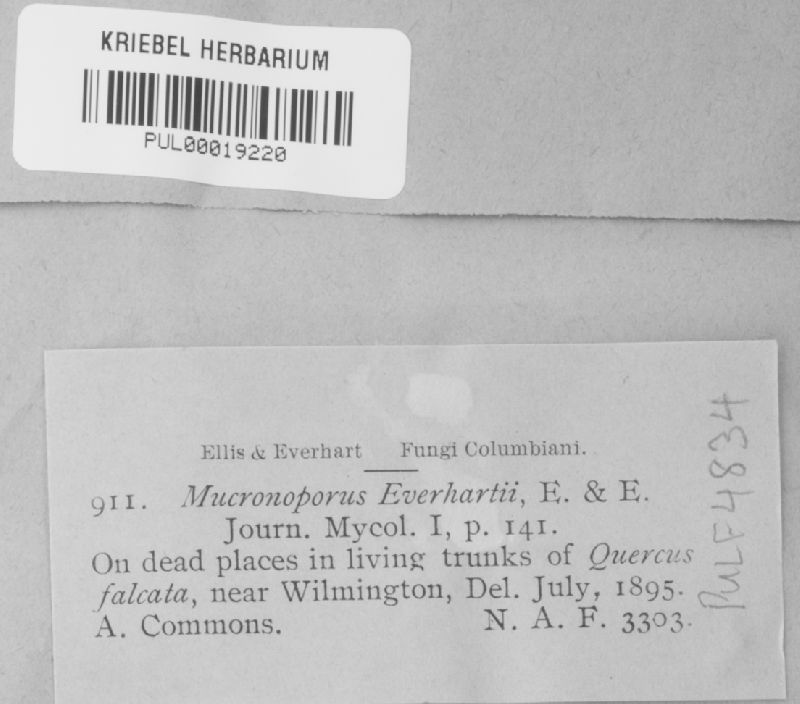 KRIEBEL HERBARIUM
PUL00019220
Ellis & Everhart Fungi Columbiani.
911. Mucronoporus Everhartii, E. & E.
Journ. Mycol. I, p. 141.
On dead places in living trunks of Quercus
falcata, near Wilmington, Del. July, 1895.
A. Commons. N. A. F. 3303.
PULF4834